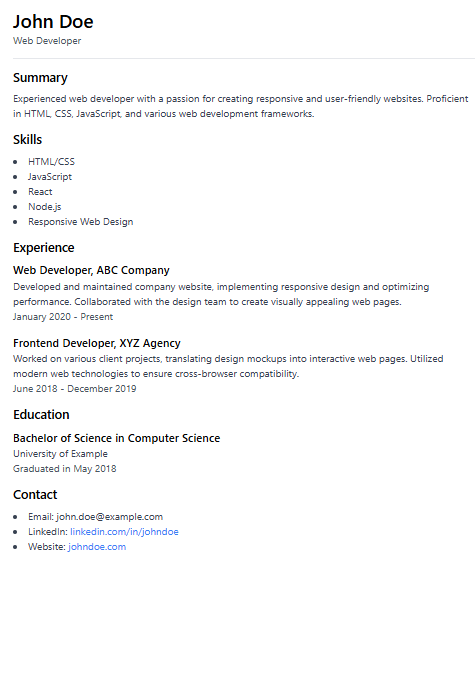 John Doe
Web Developer
Summary
Experienced web developer with a passion for creating responsive and user-friendly websites. Proficient
in HTML, CSS, JavaScript, and various web development frameworks.
Skills
• HTML/CSS
• JavaScript
• React
• Node.js
• Responsive Web Design
Experience
Web Developer, ABC Company
Developed and maintained company website, implementing responsive design and optimizing
performance. Collaborated with the design team to create visually appealing web pages.
January 2020 - Present
Frontend Developer, XYZ Agency
Worked on various client projects, translating design mockups into interactive web pages. Utilized
modern web technologies to ensure cross-browser compatibility.
June 2018 - December 2019
Education
Bachelor of Science in Computer Science
University of Example
Graduated in May 2018
Contact
• Email: john.doe@example.com
• LinkedIn: linkedin.com/in/johndoe
• Website: johndoe.com